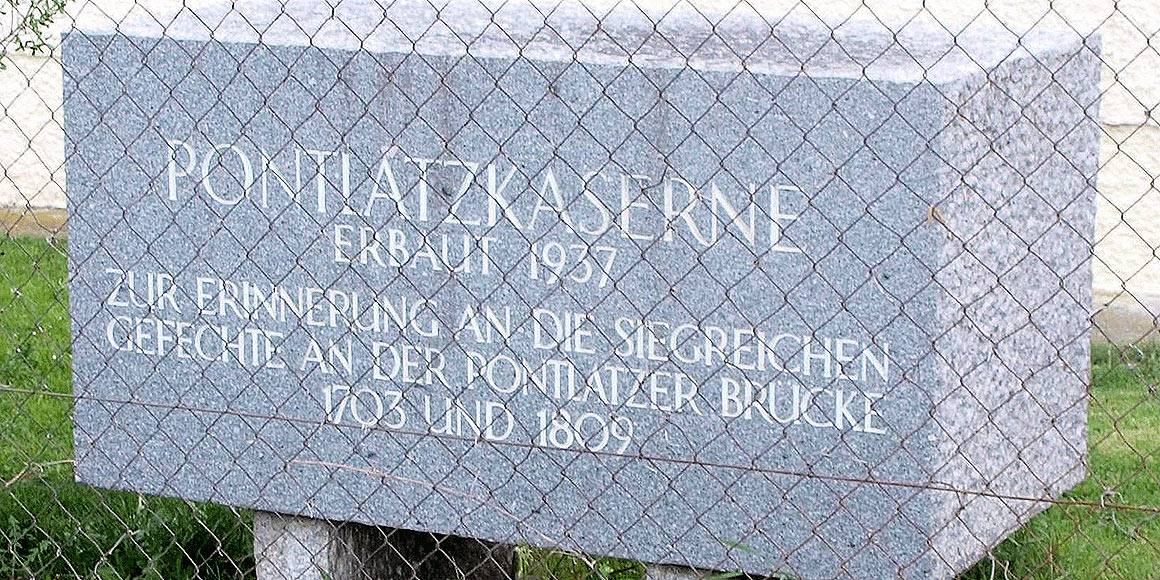 PONTLATZKASERNE
ERBAUT 1937
ZUR ERINNERUNG AN DIE SIEGREICHEN
GEFECHTE AN DER PONTLATZER BRÜCKE
1703 UND 1809